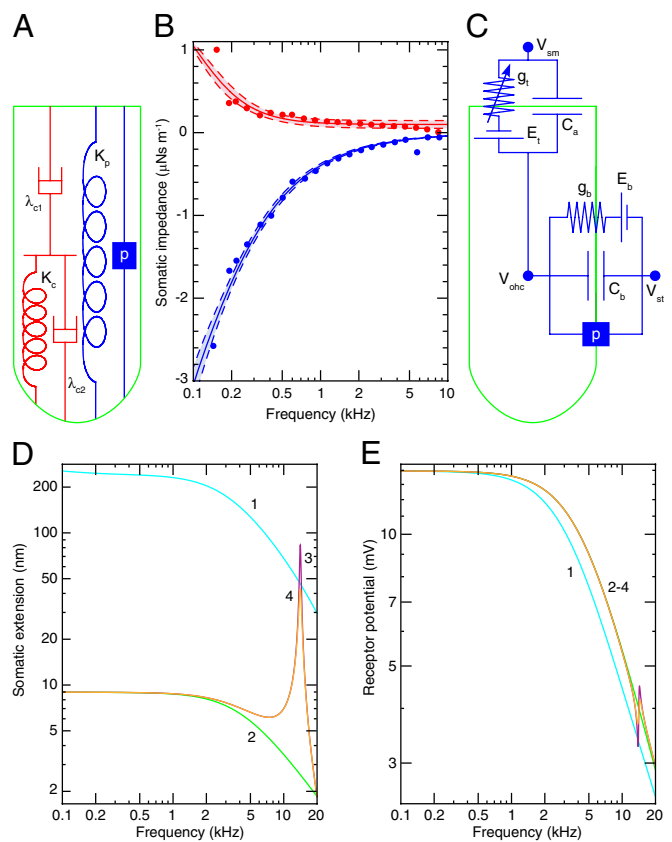 A
λc1
Kp
Kc
p
λc2
B
Somatic impedance (μNs m⁻¹)
1
0
-1
-2
-3
0.1 0.2 0.5 1 2 5 10
Frequency (kHz)
C
Vsm
gt
Et
Ca
gb
Eb
Vohc
Cb
Vst
p
D
Somatic extension (nm)
200
100
50
20
10
5
2
1
3
4
2
0.1 0.2 0.5 1 2 5 10 20
Frequency (kHz)
E
Receptor potential (mV)
10
7
5
3
1
2-4
0.1 0.2 0.5 1 2 5 10 20
Frequency (kHz)